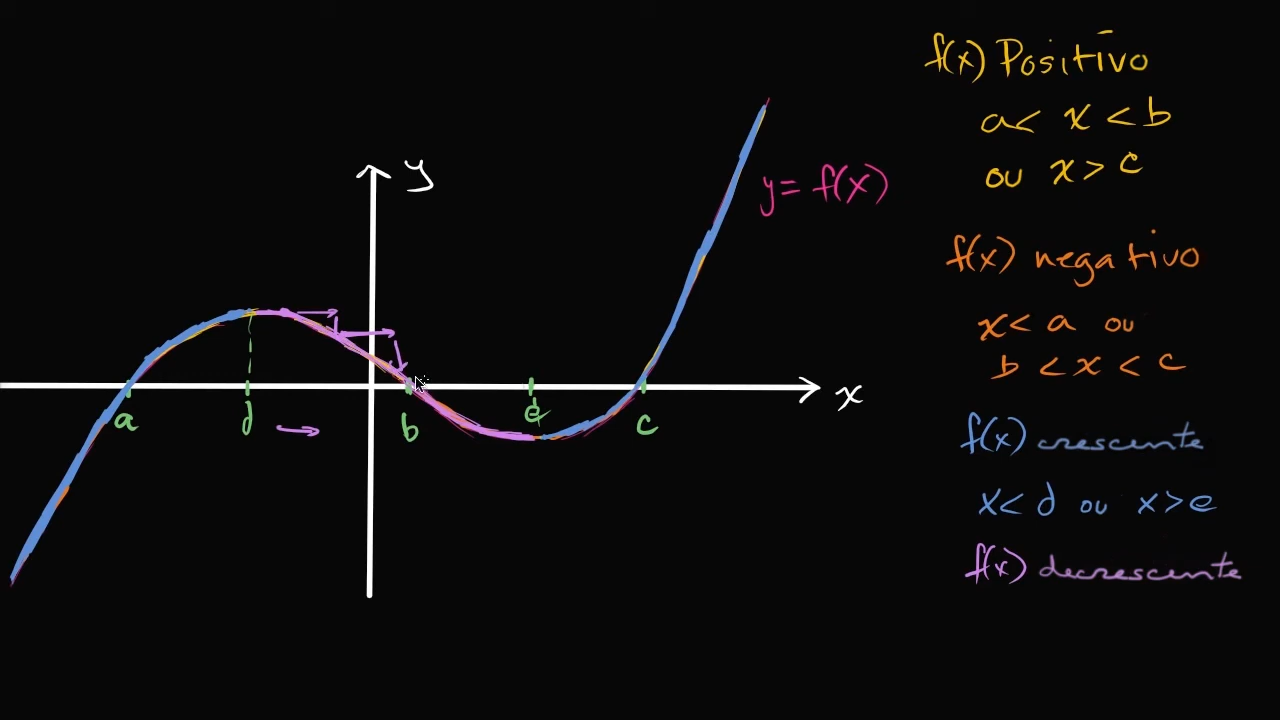 f(x) Positivo
a< x < b
ou x > c
y
y = f(x)
f(x) negativo
x < a ou
b < x < c
a
d
b
e
c
x
f(x) crescente
x < d ou x > e
f(x) decrescente